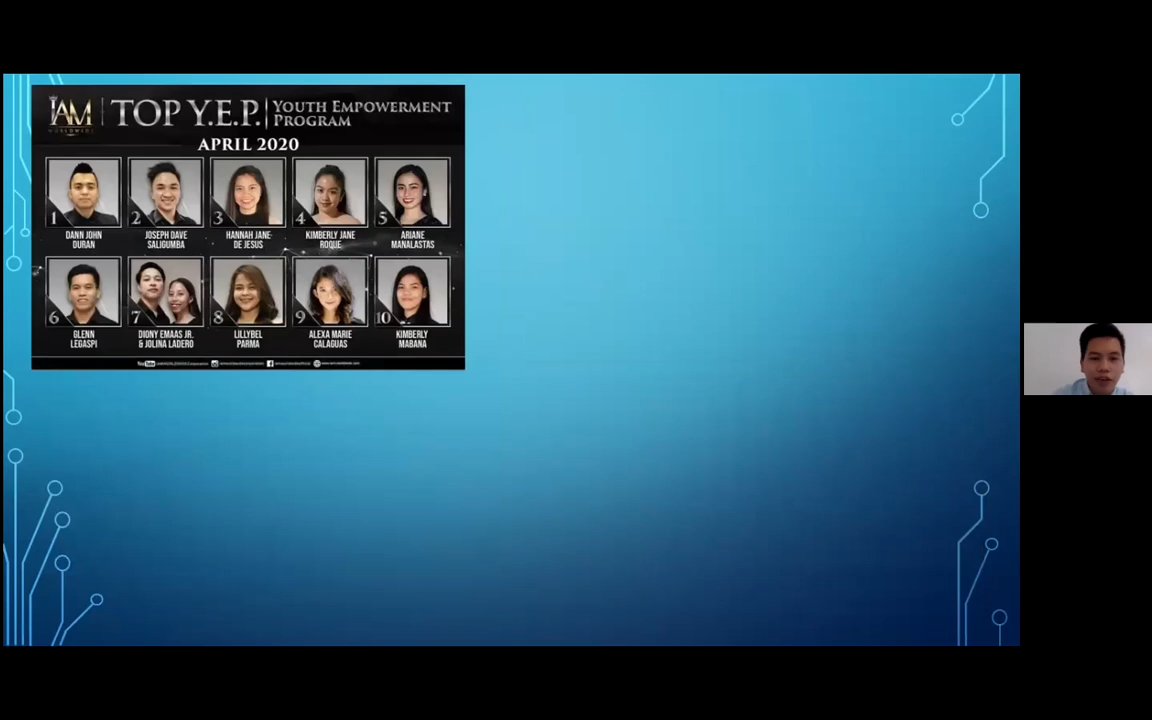 IAM
WORLDWIDE
TOP Y.E.P.
YOUTH EMPOWERMENT
PROGRAM
APRIL 2020
1
2
3
4
5
DANN JOHN
DURAN
JOSEPH DAVE
SALIGUMBA
HANNAH JANE
DE JESUS
KIMBERLY JANE
ROQUE
ARIANE
MANALASTAS
6
7
8
9
10
GLENN
LEGASPI
DIONY EMAAS JR.
& JOLINA LADERO
LILLYBEL
PARMA
ALEXA MARIE
CALAGUAS
KIMBERLY
MABANA
YouTube